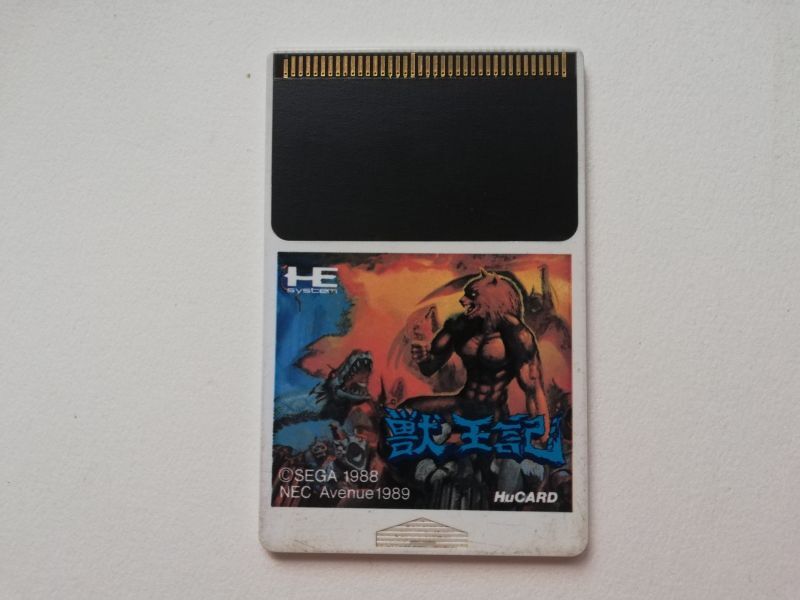 HE
system
獣王記
©SEGA 1988
NEC Avenue 1989
HuCARD